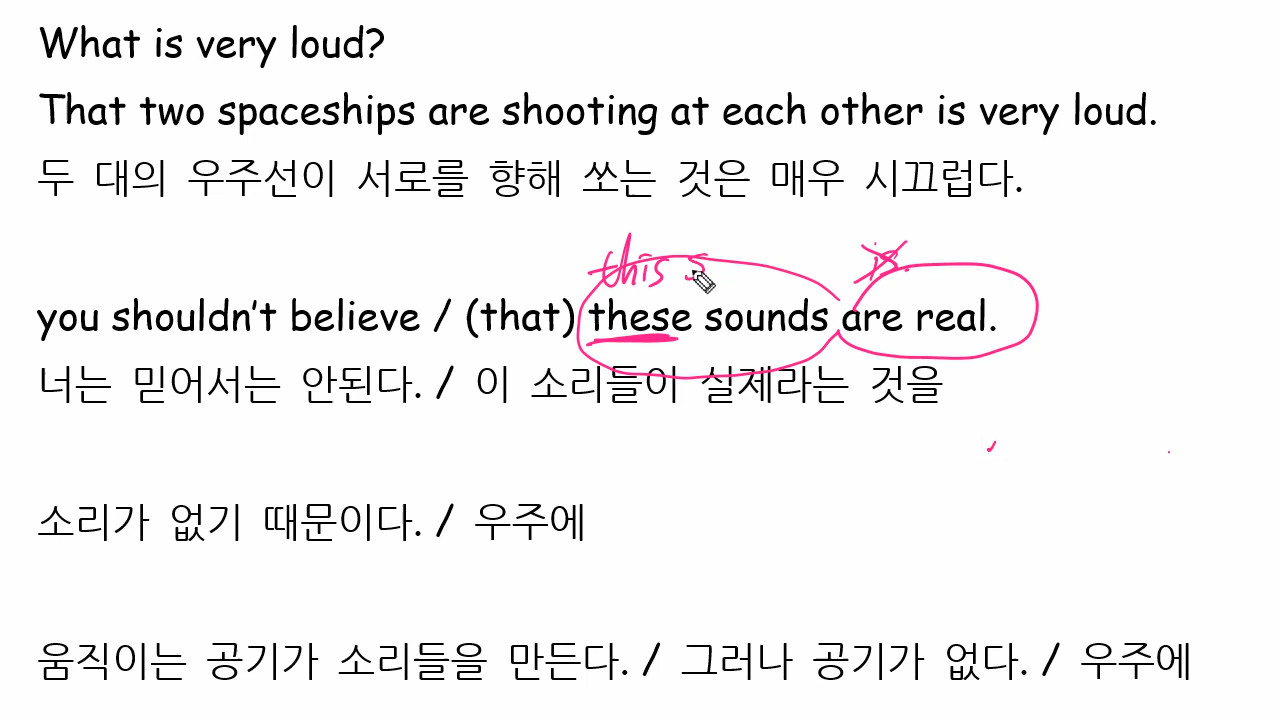 What is very loud?
That two spaceships are shooting at each other is very loud.
두 대의 우주선이 서로를 향해 쏘는 것은 매우 시끄럽다.
this s is.
you shouldn't believe / (that) these sounds are real.
너는 믿어서는 안된다. / 이 소리들이 실제라는 것을
소리가 없기 때문이다. / 우주에
움직이는 공기가 소리들을 만든다. / 그러나 공기가 없다. / 우주에